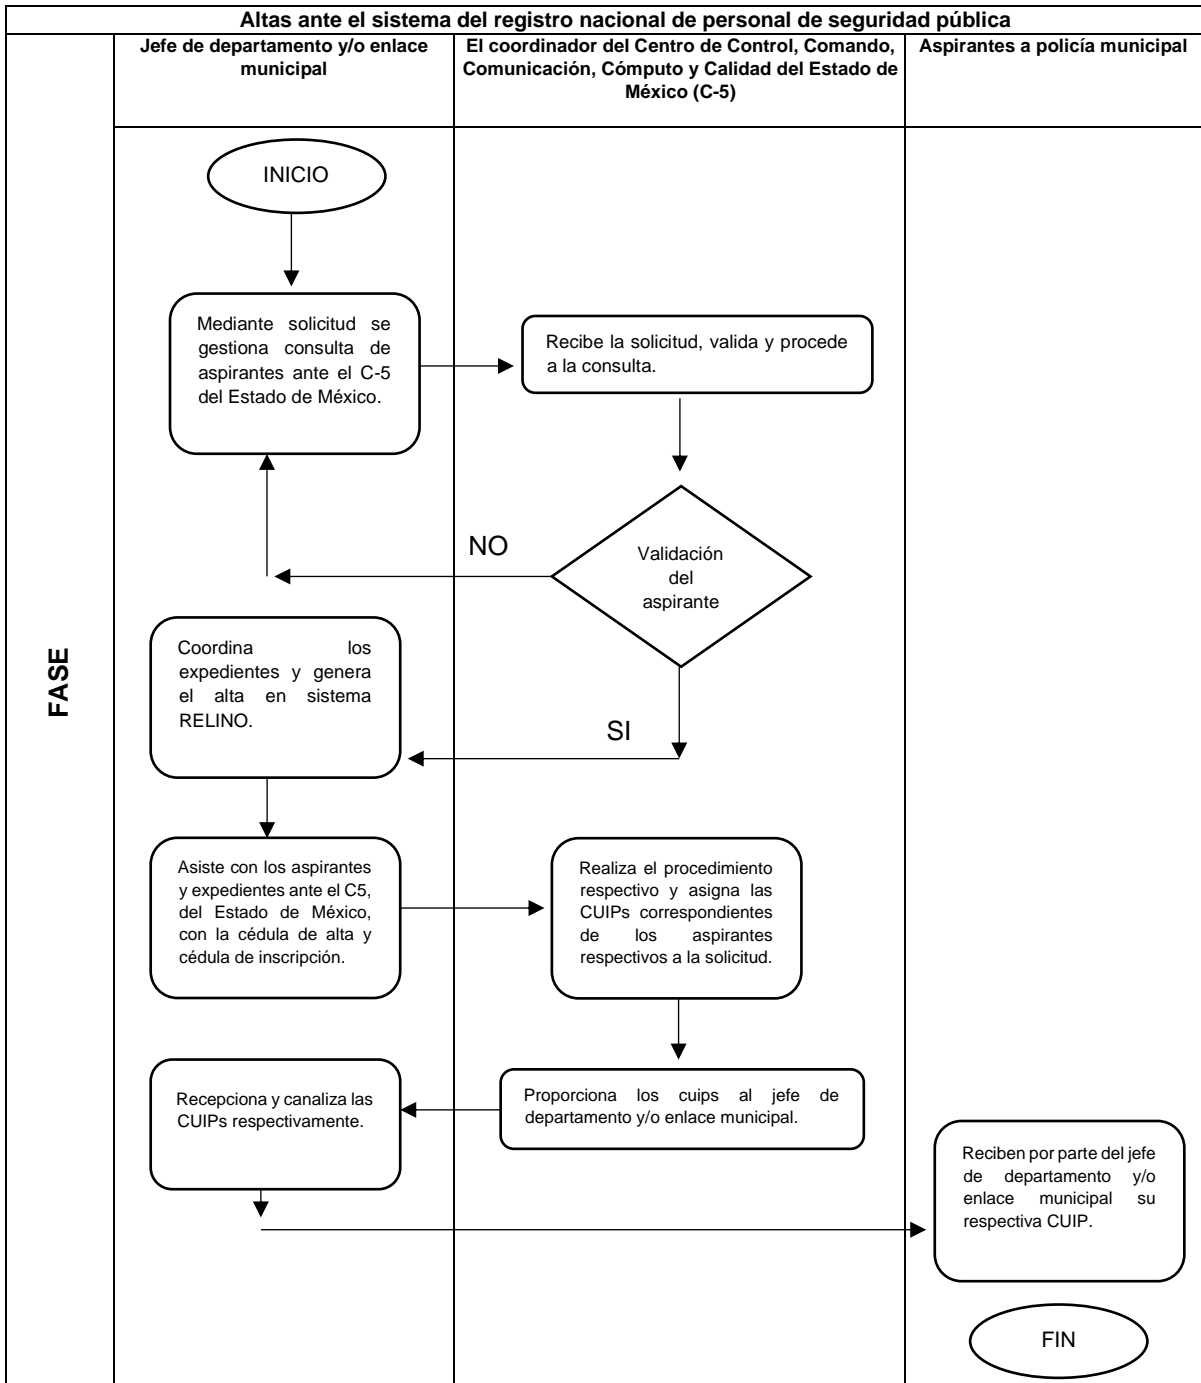 Altas ante el sistema del registro nacional de personal de seguridad pública
Jefe de departamento y/o enlace
municipal
El coordinador del Centro de Control, Comando,
Comunicación, Cómputo y Calidad del Estado de
México (C-5)
Aspirantes a policía municipal
FASE
INICIO
Mediante solicitud se
gestiona consulta de
aspirantes ante el C-5
del Estado de México.
Recibe la solicitud, valida y procede
a la consulta.
Validación
del
aspirante
NO
SI
Coordina los
expedientes y genera
el alta en sistema
RELINO.
Asiste con los aspirantes
y expedientes ante el C5,
del Estado de México,
con la cédula de alta y
cédula de inscripción.
Realiza el procedimiento
respectivo y asigna las
CUIPs correspondientes
de los aspirantes
respectivos a la solicitud.
Proporciona los cuips al jefe de
departamento y/o enlace municipal.
Recepciona y canaliza las
CUIPs respectivamente.
Reciben por parte del jefe
de departamento y/o
enlace municipal su
respectiva CUIP.
FIN